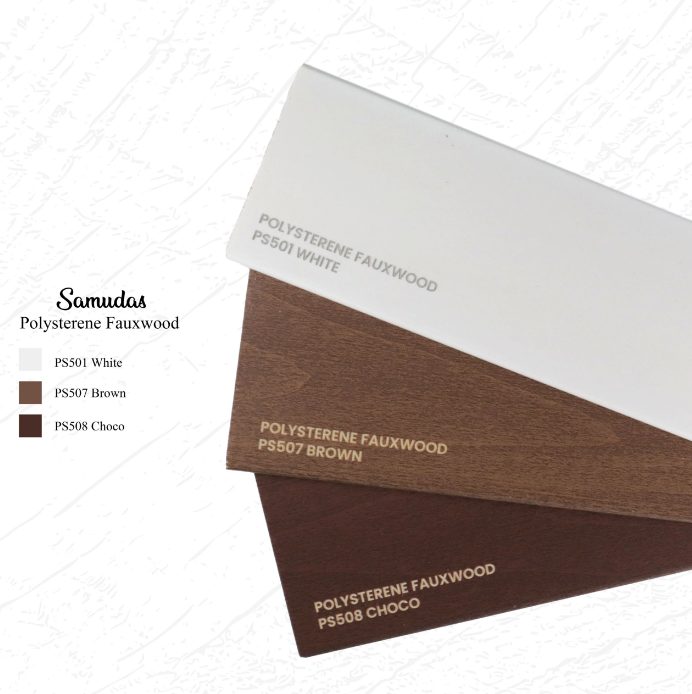 Samudas
Polysterene Fauxwood
PS501 White
PS507 Brown
PS508 Choco
POLYSTERENE FAUXWOOD
PS501 WHITE
POLYSTERENE FAUXWOOD
PS507 BROWN
POLYSTERENE FAUXWOOD
PS508 CHOCO